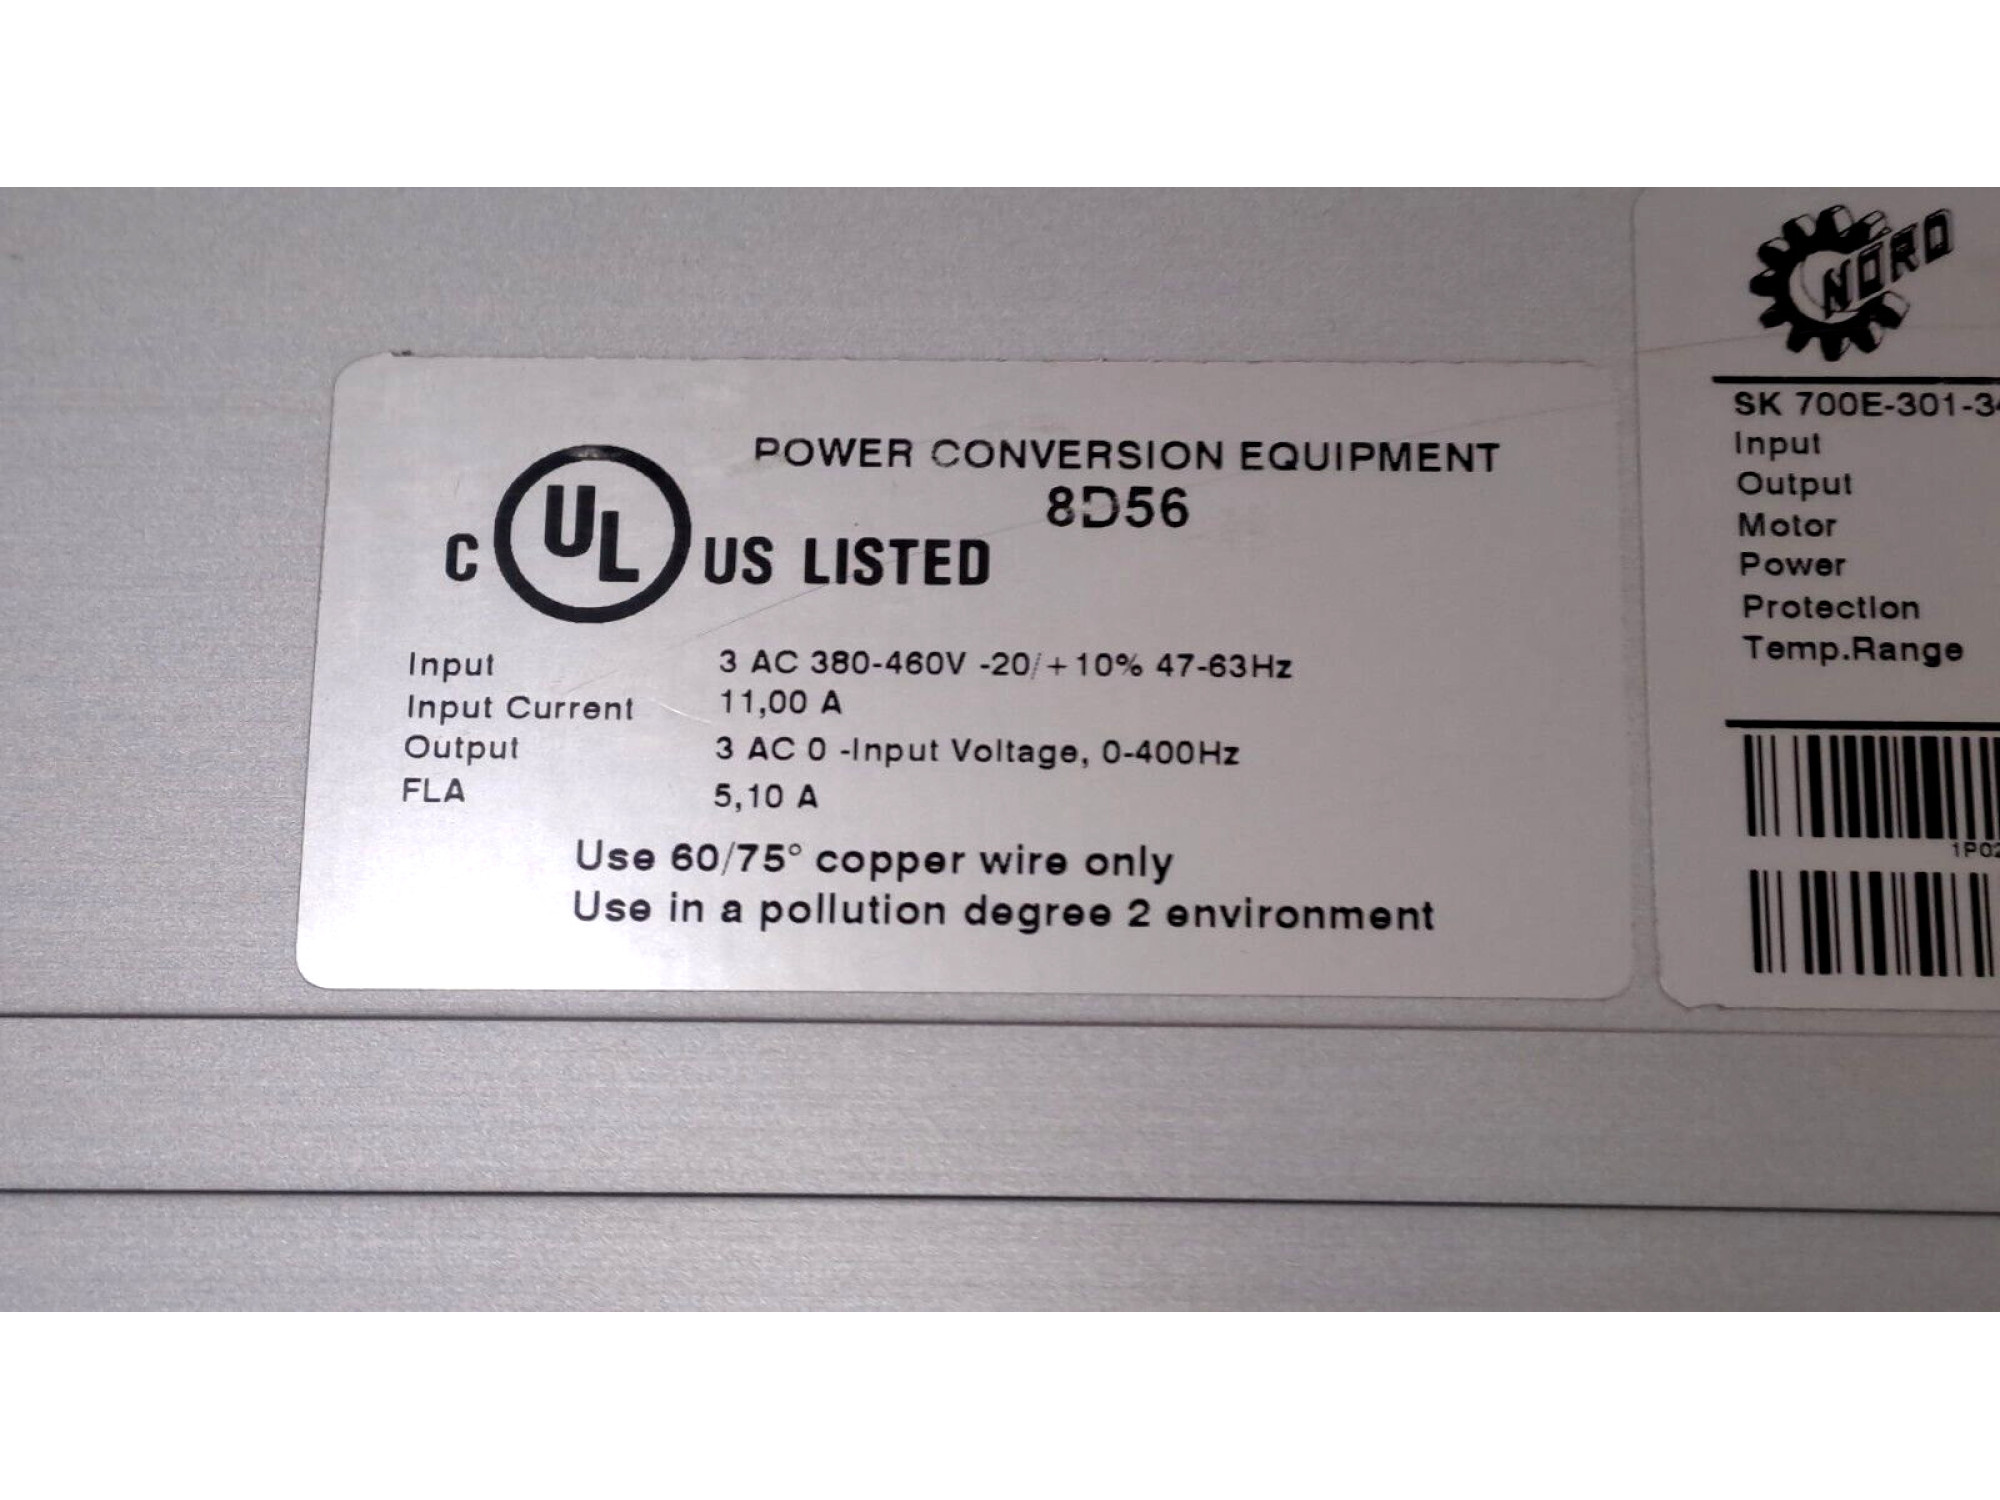 POWER CONVERSION EQUIPMENT
8D56
C UL US LISTED
Input 3 AC 380-460V -20/+10% 47-63Hz
Input Current 11,00 A
Output 3 AC 0 -Input Voltage, 0-400Hz
FLA 5,10 A
Use 60/75° copper wire only
Use in a pollution degree 2 environment
NORD
SK 700E-301-3
Input
Output
Motor
Power
Protection
Temp.Range
1P02